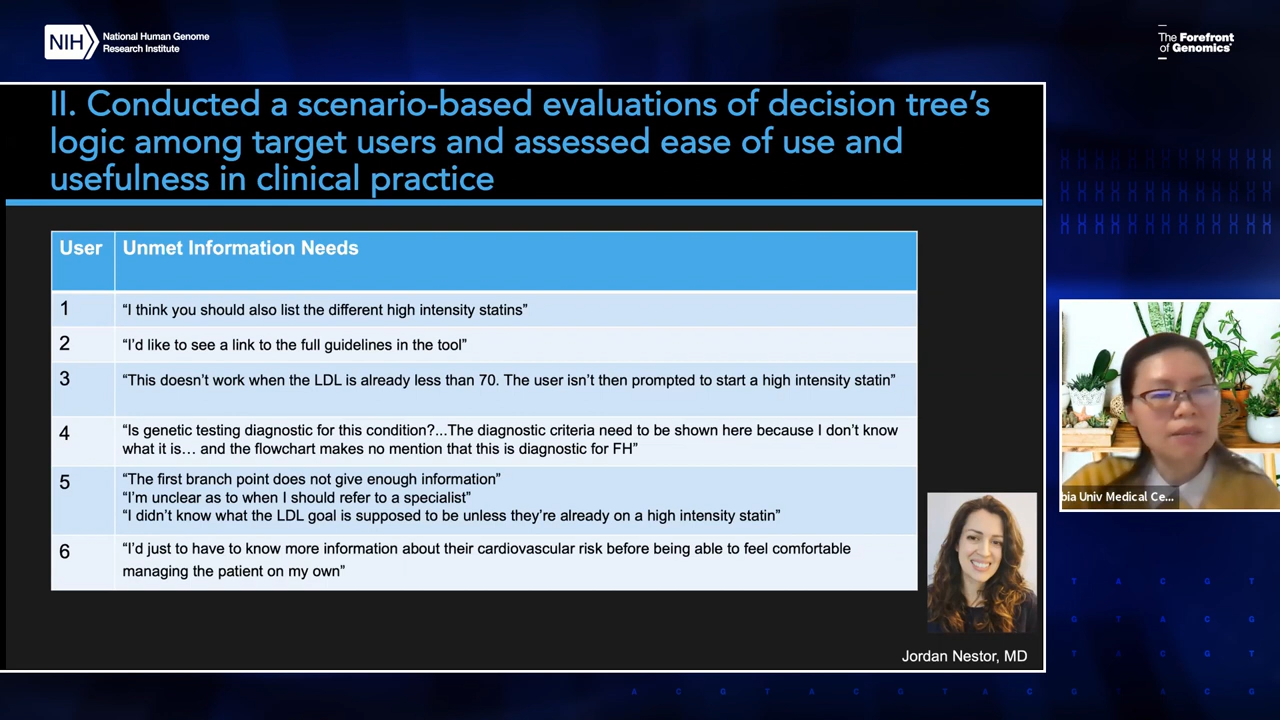 NIH
National Human Genome
Research Institute
The Forefront
of Genomics®
II. Conducted a scenario-based evaluations of decision tree's
logic among target users and assessed ease of use and
usefulness in clinical practice
User Unmet Information Needs
1 “I think you should also list the different high intensity statins”
2 “I’d like to see a link to the full guidelines in the tool”
3 “This doesn’t work when the LDL is already less than 70. The user isn’t then prompted to start a high intensity statin”
4 “Is genetic testing diagnostic for this condition?...The diagnostic criteria need to be shown here because I don’t know
what it is… and the flowchart makes no mention that this is diagnostic for FH”
5 “The first branch point does not give enough information”
“I’m unclear as to when I should refer to a specialist”
“I didn’t know what the LDL goal is supposed to be unless they’re already on a high intensity statin”
6 “I’d just to have to know more information about their cardiovascular risk before being able to feel comfortable
managing the patient on my own”
bia Univ Medical Ce...
Jordan Nestor, MD
T A C G T
G T A C G
T A C G T
A C G T A C G T A C G T A C G